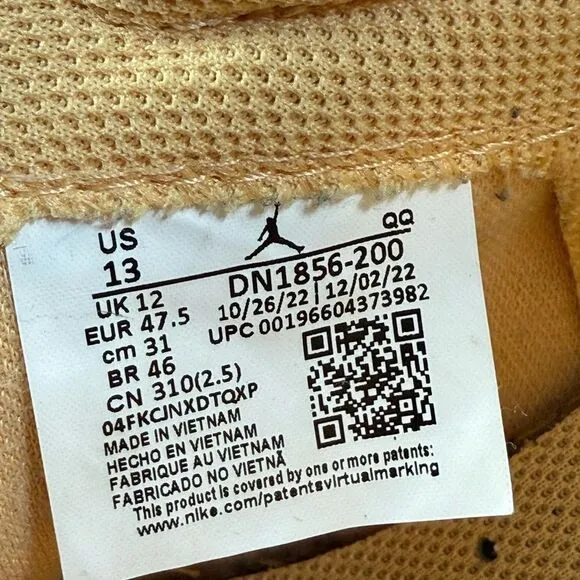 US
13
UK 12
EUR 47.5
cm 31
BR 46
CN 310(2.5)
QQ
DN1856-200
10/26/22 | 12/02/22
UPC 00196604373982
04FKCJNXDTQXP
MADE IN VIETNAM
HECHO EN VIETNAM
FABRIQUE AU VIETNAM
FABRICADO NO VIETNÃ
This product is covered by one or more patents:
www.nike.com/patentsvirtualmarking